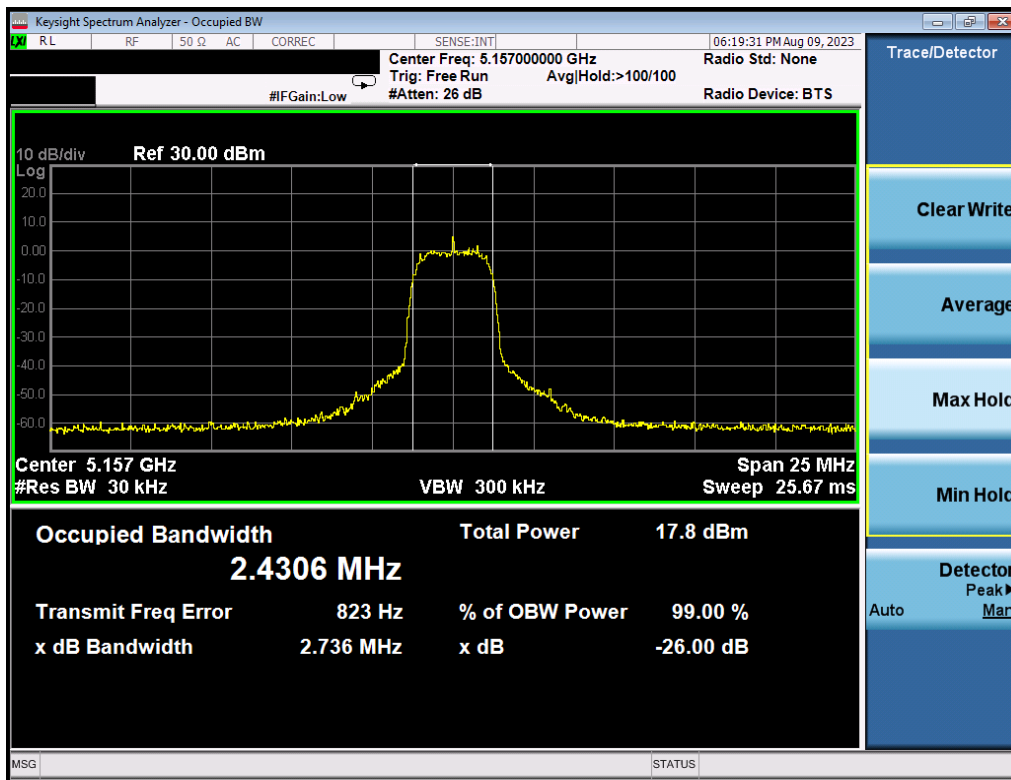 Keysight Spectrum Analyzer - Occupied BW
LXI RL RF 50 Ω AC CORREC SENSE:INT 06:19:31 PM Aug 09, 2023
Center Freq: 5.157000000 GHz Radio Std: None
Trig: Free Run Avg|Hold:>100/100
#IFGain:Low #Atten: 26 dB Radio Device: BTS
10 dB/div Ref 30.00 dBm
Log
20.0
10.0
0.00
-10.0
-20.0
-30.0
-40.0
-50.0
-60.0
Center 5.157 GHz Span 25 MHz
#Res BW 30 kHz VBW 300 kHz Sweep 25.67 ms
Occupied Bandwidth Total Power 17.8 dBm
2.4306 MHz
Transmit Freq Error 823 Hz % of OBW Power 99.00 %
x dB Bandwidth 2.736 MHz x dB -26.00 dB
MSG STATUS
Trace/Detector
Clear Write
Average
Max Hold
Min Hold
Detector
Peak
Auto Man